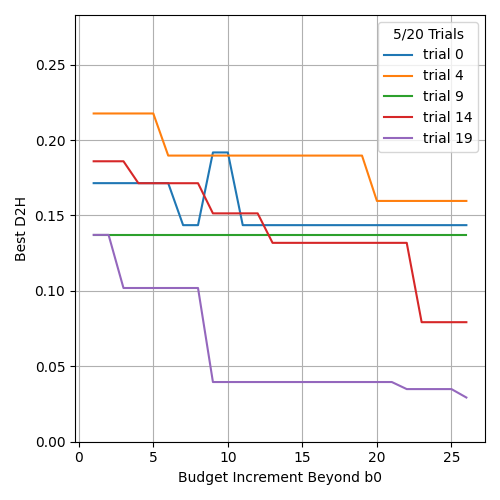 5/20 Trials
trial 0
trial 4
trial 9
trial 14
trial 19
Best D2H
0.25
0.20
0.15
0.10
0.05
0.00
0 5 10 15 20 25
Budget Increment Beyond b0